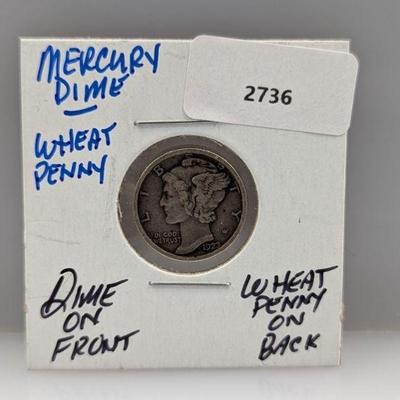 MERCURY
DIME
2736
WHEAT
PENNY
LIBERTY
IN GOD
WE TRUST
DIME
ON
FRONT
WHEAT
PENNY
ON
BACK